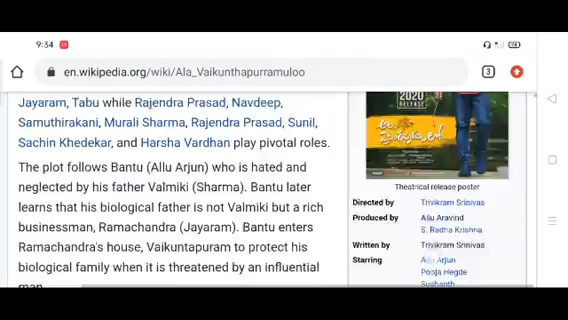 9:34
en.wikipedia.org/wiki/Ala_Vaikunthapurramuloo
3
Jayaram, Tabu while Rajendra Prasad, Navdeep,
Samuthirakani, Murali Sharma, Rajendra Prasad, Sunil,
Sachin Khedekar, and Harsha Vardhan play pivotal roles.
The plot follows Bantu (Allu Arjun) who is hated and
neglected by his father Valmiki (Sharma). Bantu later
learns that his biological father is not Valmiki but a rich
businessman, Ramachandra (Jayaram). Bantu enters
Ramachandra's house, Vaikuntapuram to protect his
biological family when it is threatened by an influential
man
2020
RELEASE
Theatrical release poster
Directed by Trivikram Srinivas
Produced by Allu Aravind
S. Radha Krishna
Written by Trivikram Srinivas
Starring Allu Arjun
Pooja Hegde
Sushanth